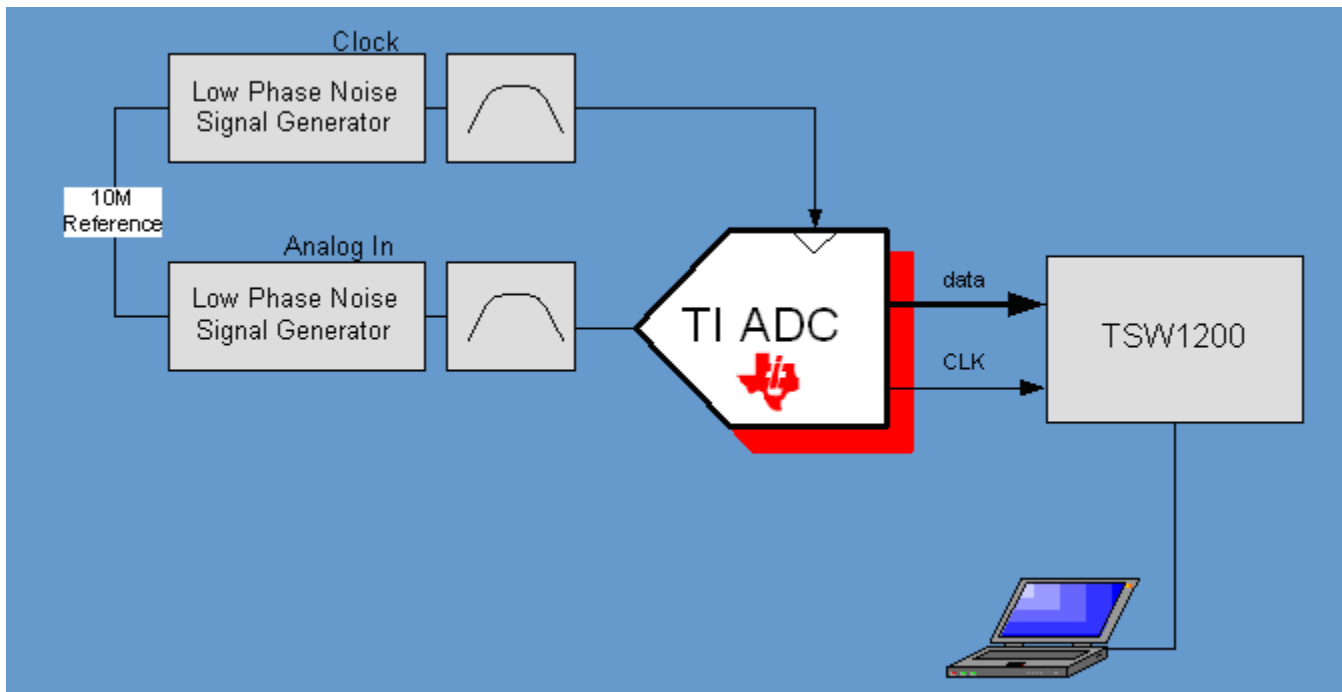 Clock
Low Phase Noise
Signal Generator
10M
Reference
Analog In
Low Phase Noise
Signal Generator
TI ADC
data
CLK
TSW1200